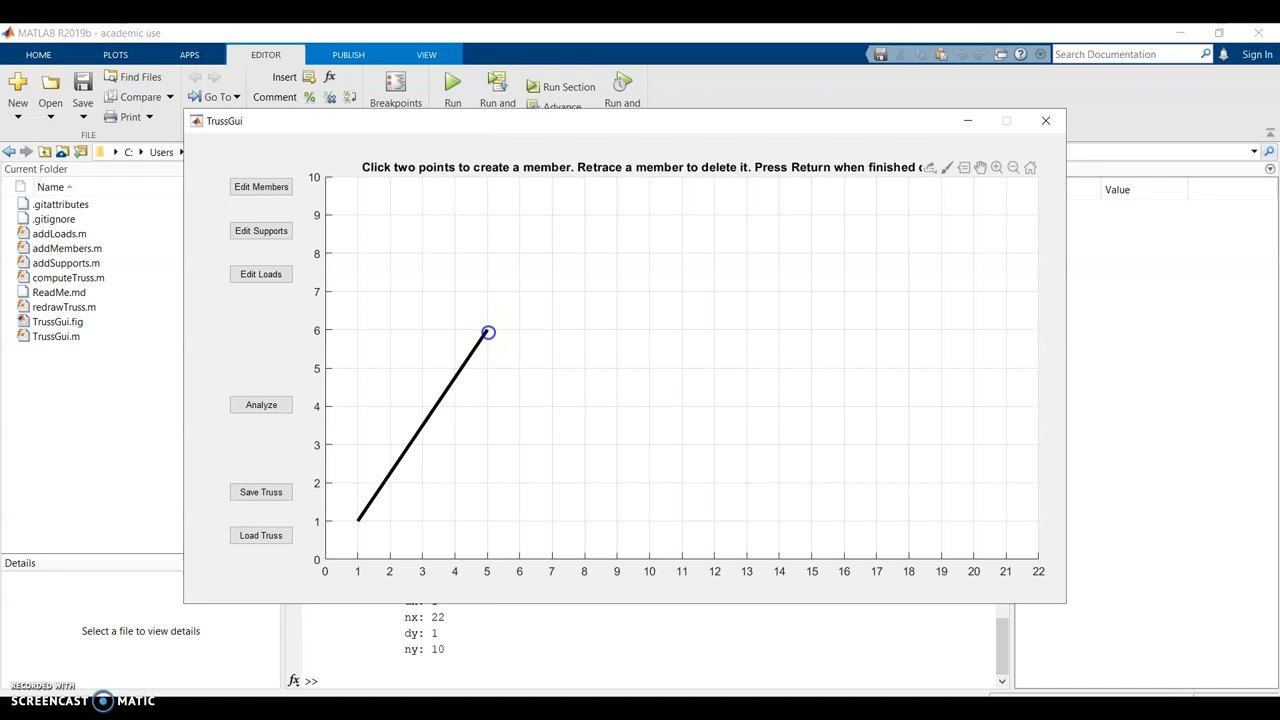 MATLAB R2019b - academic use
HOME PLOTS APPS EDITOR PUBLISH VIEW
Search Documentation
Sign In
New Open Save
Find Files
Compare
Print
FILE
Go To
Insert fx
Comment %
Breakpoints
Run
Run and
Run Section
Advance
Run and
C: Users
Current Folder
Name
.gitattributes
.gitignore
addLoads.m
addMembers.m
addSupports.m
computeTruss.m
ReadMe.md
redrawTruss.m
TrussGui.fig
TrussGui.m
Details
Select a file to view details
TrussGui
Click two points to create a member. Retrace a member to delete it. Press Return when finished
Edit Members
Edit Supports
Edit Loads
Analyze
Save Truss
Load Truss
10
9
8
7
6
5
4
3
2
1
0
0 1 2 3 4 5 6 7 8 9 10 11 12 13 14 15 16 17 18 19 20 21 22
Value
nx: 22
dy: 1
ny: 10
fx >>
RECORDED WITH
SCREENCAST MATIC